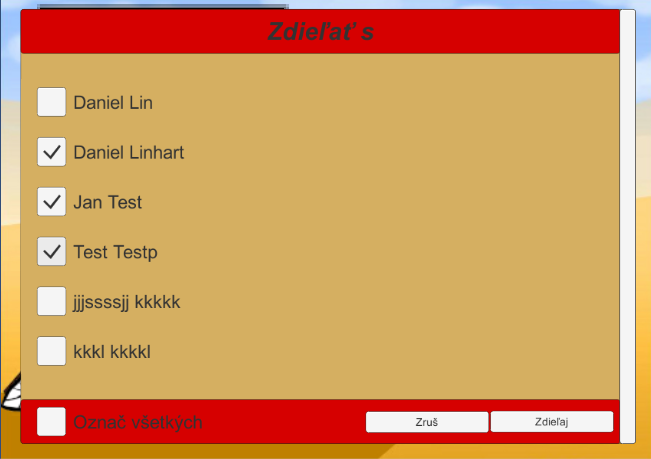 Zdieľať s
Daniel Lin
Daniel Linhart
Jan Test
Test Testp
jjjssssjj kkkkk
kkkl kkkkl
Označ všetkých
Zruš
Zdieľaj